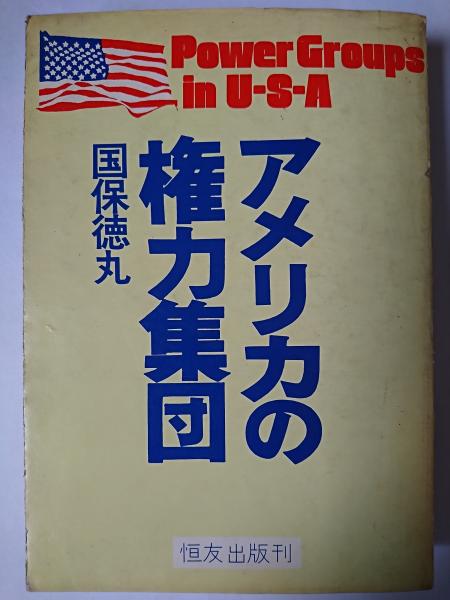 Power Groups
in U-S-A
アメリカの
権力集団
国保徳丸
恒友出版刊